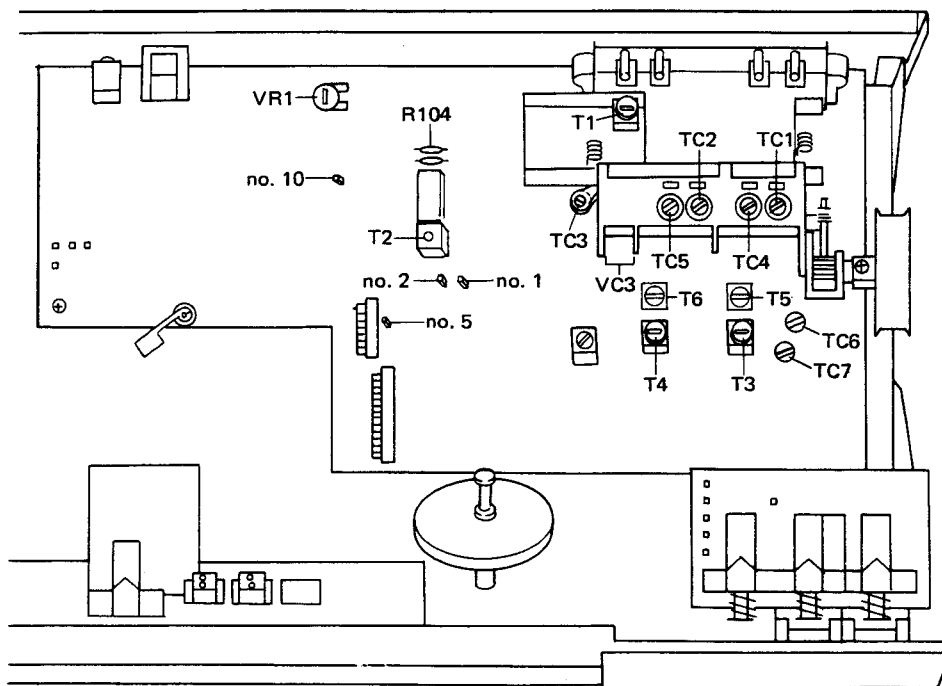 VR1
R104
T1
TC2
TC1
no. 10
T2
TC3
TC5
TC4
VC3
no. 2
no. 1
T6
T5
no. 5
TC6
T4
T3
TC7